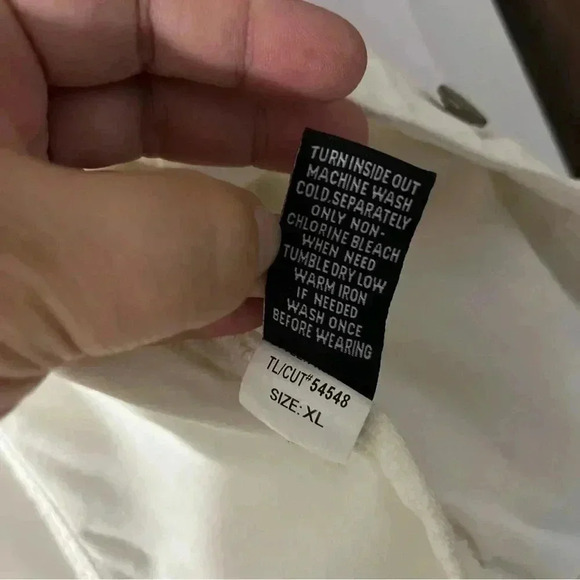 TURN INSIDE OUT
MACHINE WASH
COLD.SEPARATELY
ONLY NON-
CHLORINE BLEACH
WHEN NEED
TUMBLE DRY LOW
WARM IRON
IF NEEDED
WASH ONCE
BEFORE WEARING
TL/CUT# 54548
SIZE: XL